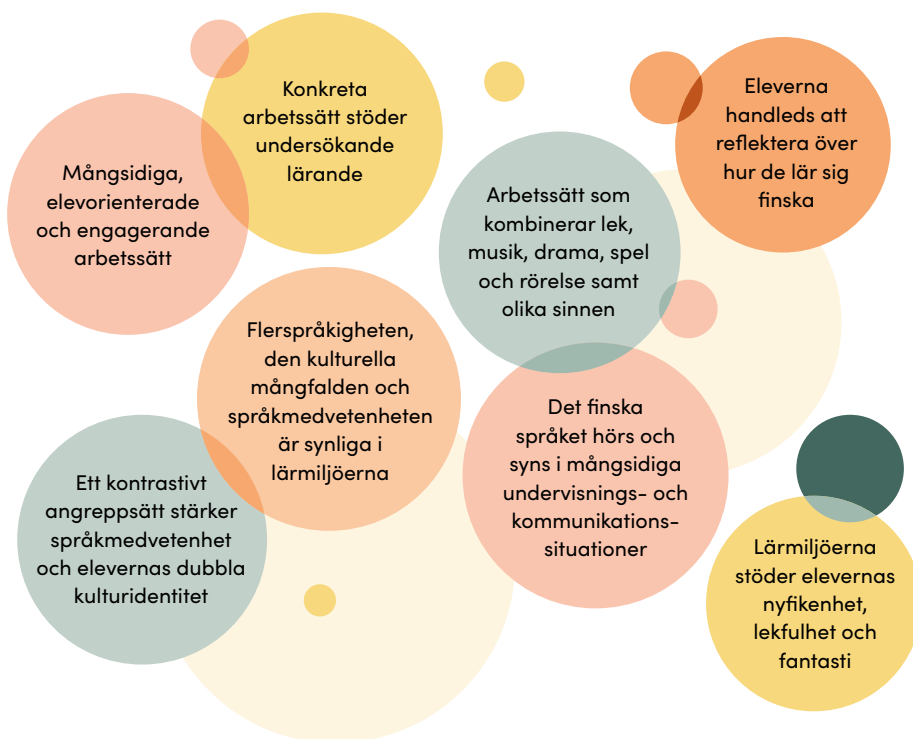 Konkreta
arbetssätt stöder
undersökande
lärande
Eleverna
handleds att
reflektera över
hur de lär sig
finska
Mångsidiga,
elevorienterade
och engagerande
arbetssätt
Arbetssätt som
kombinerar lek,
musik, drama, spel
och rörelse samt
olika sinnen
Flerspråkigheten,
den kulturella
mångfalden och
språkmedvetenheten
är synliga i
lärmiljöerna
Det finska
språket hörs och
syns i mångsidiga
undervisnings- och
kommunikations-
situationer
Ett kontrastivt
angreppsätt stärker
språkmedvetenhet
och elevernas dubbla
kulturidentitet
Lärmiljöerna
stöder elevernas
nyfikenhet,
lekfulhet och
fantasti